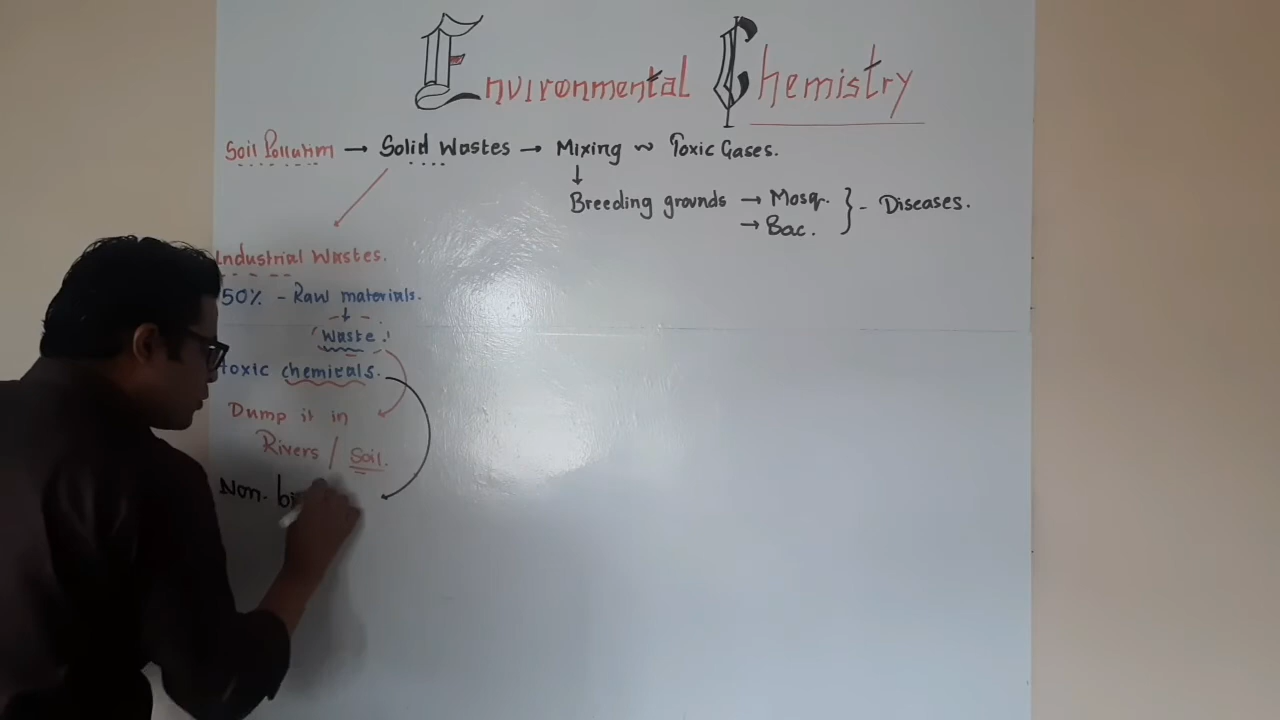 Environmental Chemistry
Soil Pollution → Solid Wastes → Mixing ~ Toxic Gases.
↓
Breeding grounds → Mosq. } - Diseases.
→ Bac.
Industrial Wastes.
50% - Raw materials.
↓
(Waste!
toxic chemicals.
Dump it in
Rivers / Soil.
Non. bi